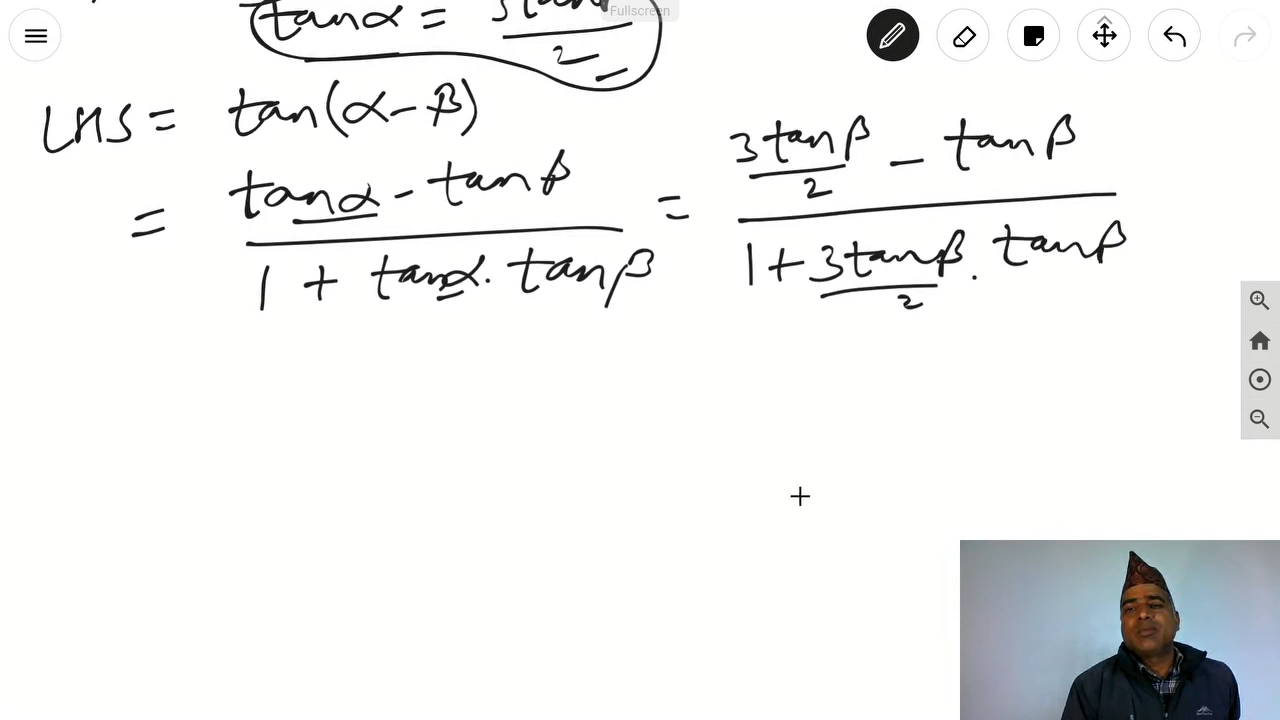 Fullscreen
tanα = 3tanβ/2
LHS = tan(α-β)
= (tanα - tanβ)/(1 + tanα. tanβ) = (3tanβ/2 - tanβ)/(1 + 3tanβ/2 . tanβ)